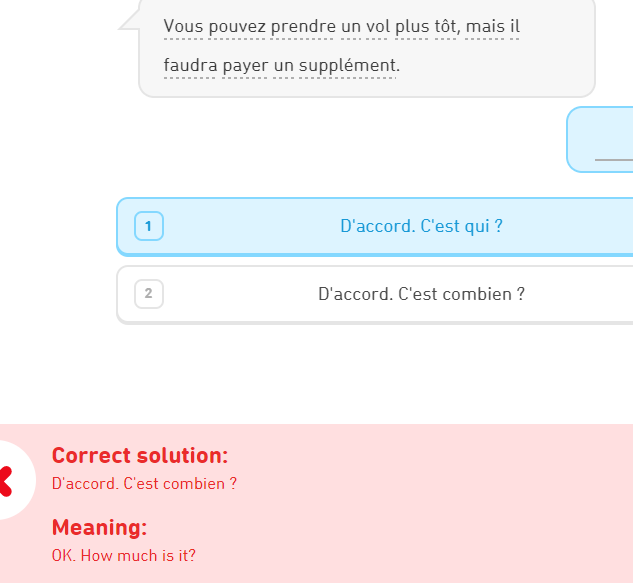 Vous pouvez prendre un vol plus tôt, mais il
faudra payer un supplément.
1
D'accord. C'est qui ?
2
D'accord. C'est combien ?
Correct solution:
D'accord. C'est combien ?
Meaning:
OK. How much is it?